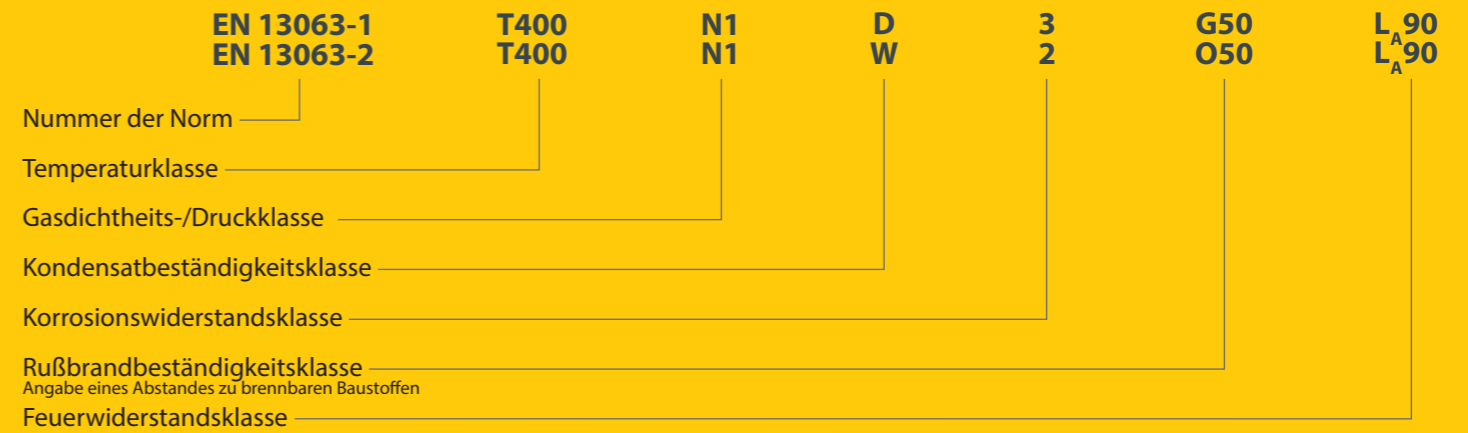 EN 13063-1 T400 N1 D 3 G50 LA90
EN 13063-2 T400 N1 W 2 O50 LA90
Nummer der Norm
Temperaturklasse
Gasdichtheits-/Druckklasse
Kondensatbeständigkeitsklasse
Korrosionswiderstandsklasse
Rußbrandbeständigkeitsklasse
Angabe eines Abstandes zu brennbaren Baustoffen
Feuerwiderstandsklasse